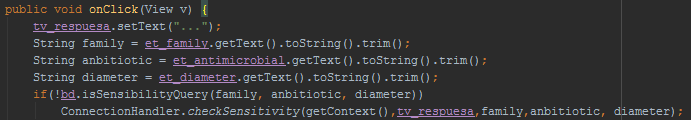 public void onClick(View v) {
tv_respuesa.setText("...");
String family = et_family.getText().toString().trim();
String anbitiotic = et_antimicrobial.getText().toString().trim();
String diameter = et_diameter.getText().toString().trim();
if(!bd.isSensibilityQuery(family, anbitiotic, diameter))
ConnectionHandler.checkSensitivity(getContext(),tv_respuesa,family,anbitiotic, diameter);